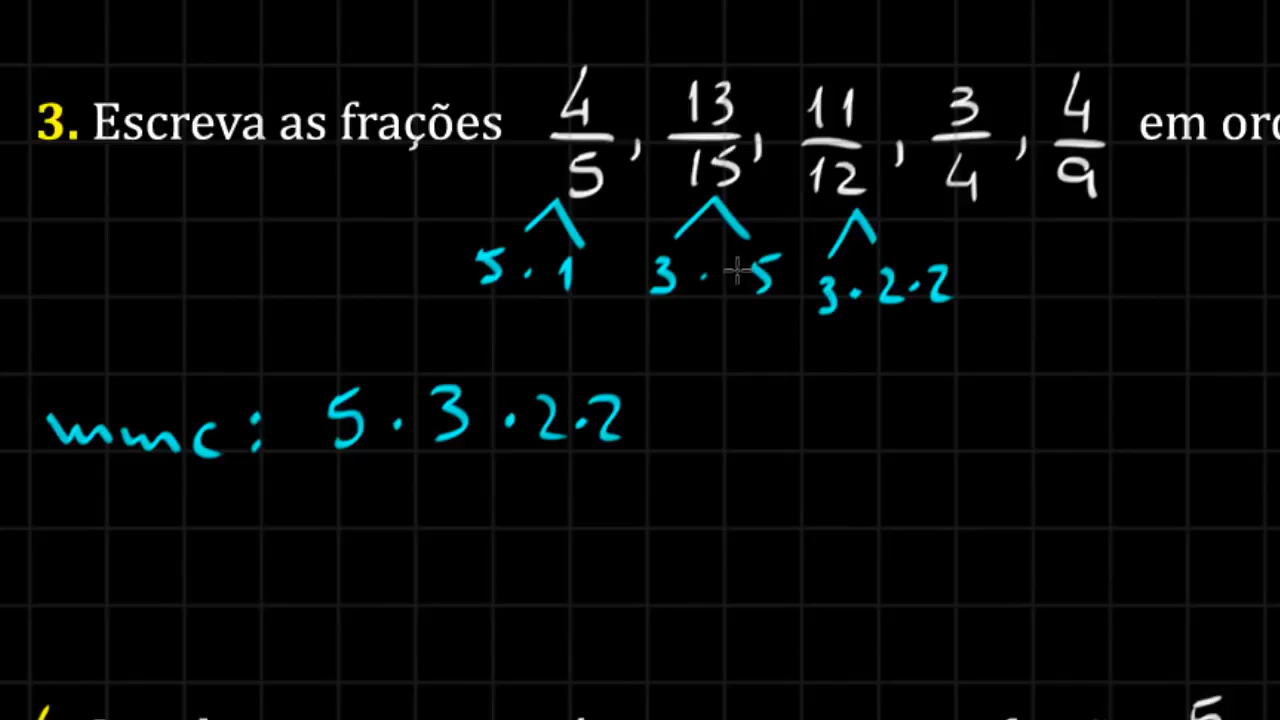 3. Escreva as frações 4/5, 13/15, 11/12, 3/4, 4/9 em
5 · 1 3 · 5 3 · 2 · 2
mmc: 5 · 3 · 2 · 2
5